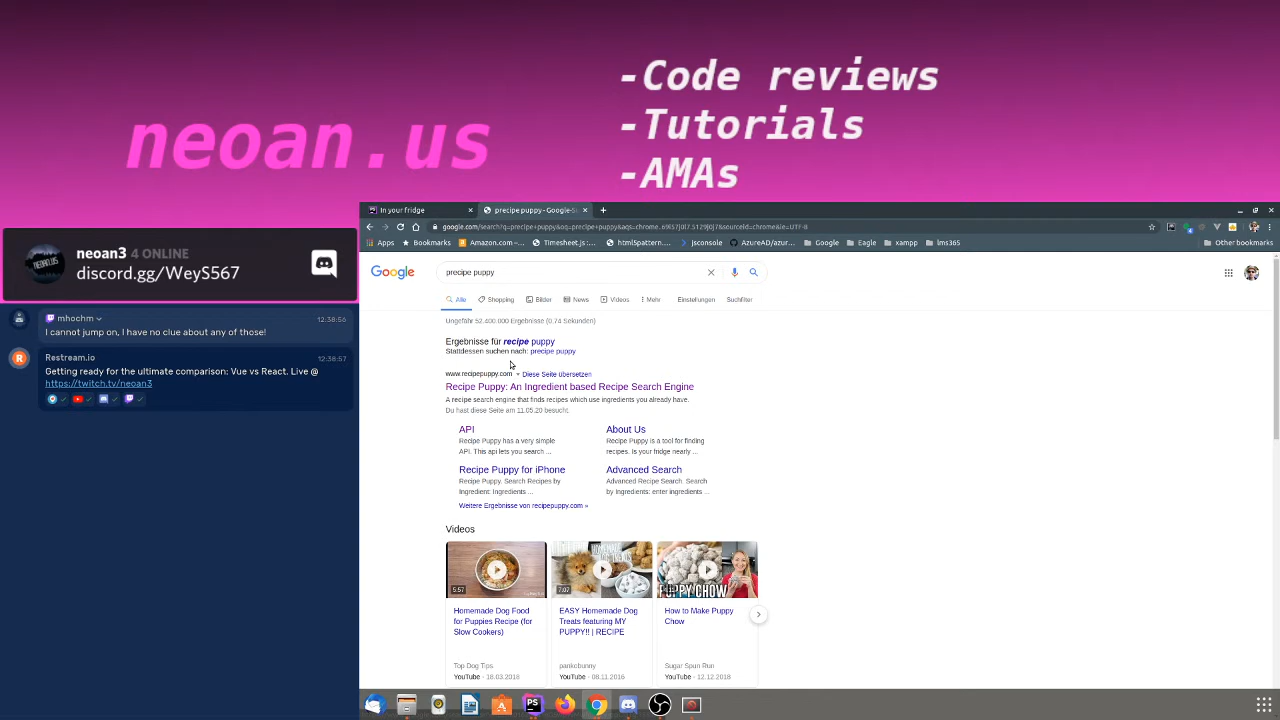 -Code reviews
-Tutorials
-AMAs
neoan.us
neoan3 4 ONLINE
discord.gg/WeyS567
mhochm 12:38:56
I cannot jump on, I have no clue about any of those!
Restream.io 12:38:57
Getting ready for the ultimate comparison: Vue vs React. Live @
https://twitch.tv/neoan3
In your fridge
precipe puppy - Google-S
Apps
Bookmarks
Amazon.com –...
Timesheet.js :...
html5pattern....
Jsconsole
AzureAD/azur...
Google
Eagle
xampp
lms365
Other bookmarks
Google
precipe puppy
Alle
Shopping
Bilder
News
Videos
Mehr
Einstellungen
Suchfilter
Ungefähr 52.400.000 Ergebnisse (0,74 Sekunden)
Ergebnisse für recipe puppy
Stattdessen suchen nach: precipe puppy
www.recipepuppy.com Diese Seite übersetzen
Recipe Puppy: An Ingredient based Recipe Search Engine
A recipe search engine that finds recipes which use ingredients you already have.
Du hast diese Seite am 11.05.20 besucht.
API
Recipe Puppy has a very simple
API. This api lets you search ...
About Us
Recipe Puppy is a tool for finding
recipes. Is your fridge nearly ...
Recipe Puppy for iPhone
Recipe Puppy. Search Recipes by
Ingredient: Ingredients ...
Advanced Search
Advanced Recipe Search. Search
by Ingredients: enter ingredients ...
Weitere Ergebnisse von recipepuppy.com »
Videos
5:57
7:07
PUPPY CHOW
Homemade Dog Food
for Puppies Recipe (for
Slow Cookers)
Top Dog Tips
YouTube - 18.03.2018
EASY Homemade Dog
Treats featuring MY
PUPPY!! | RECIPE
pankobunny
YouTube - 08.11.2016
How to Make Puppy
Chow
Sugar Spun Run
YouTube - 12.12.2018